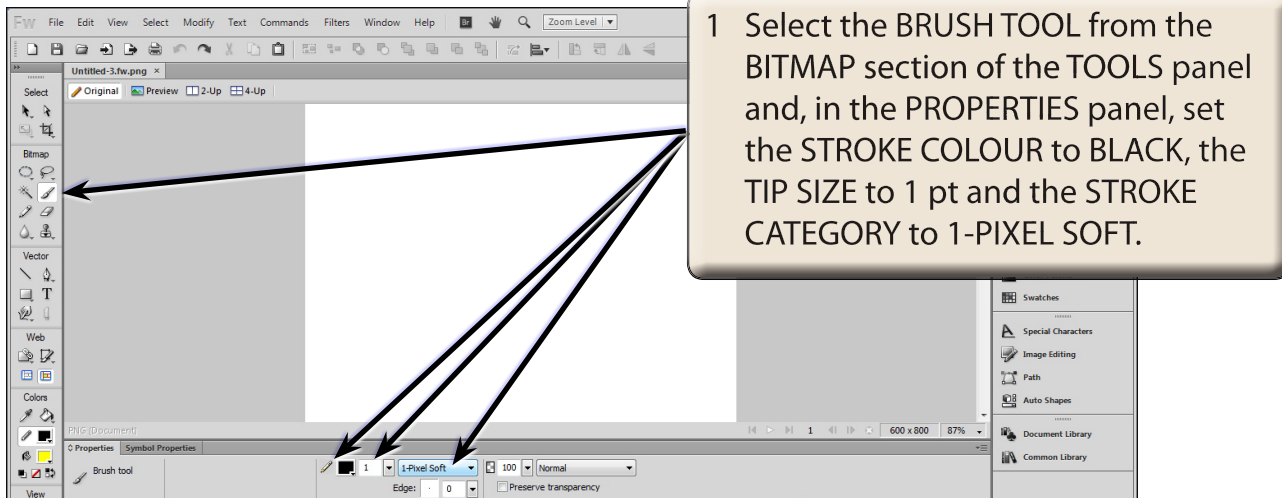 Fw File Edit View Select Modify Text Commands Filters Window Help Br Zoom Level
Untitled-3.fw.png ×
Select
Original Preview 2-Up 4-Up
1 Select the BRUSH TOOL from the
BITMAP section of the TOOLS panel
and, in the PROPERTIES panel, set
the STROKE COLOUR to BLACK, the
TIP SIZE to 1 pt and the STROKE
CATEGORY to 1-PIXEL SOFT.
Bitmap
Vector
Web
Colors
View
Swatches
Special Characters
Image Editing
Path
Auto Shapes
Document Library
Common Library
PNG (Document) 1 600 x 800 87%
Properties Symbol Properties
Brush tool 1 1-Pixel Soft 100 Normal
Edge: 0 Preserve transparency